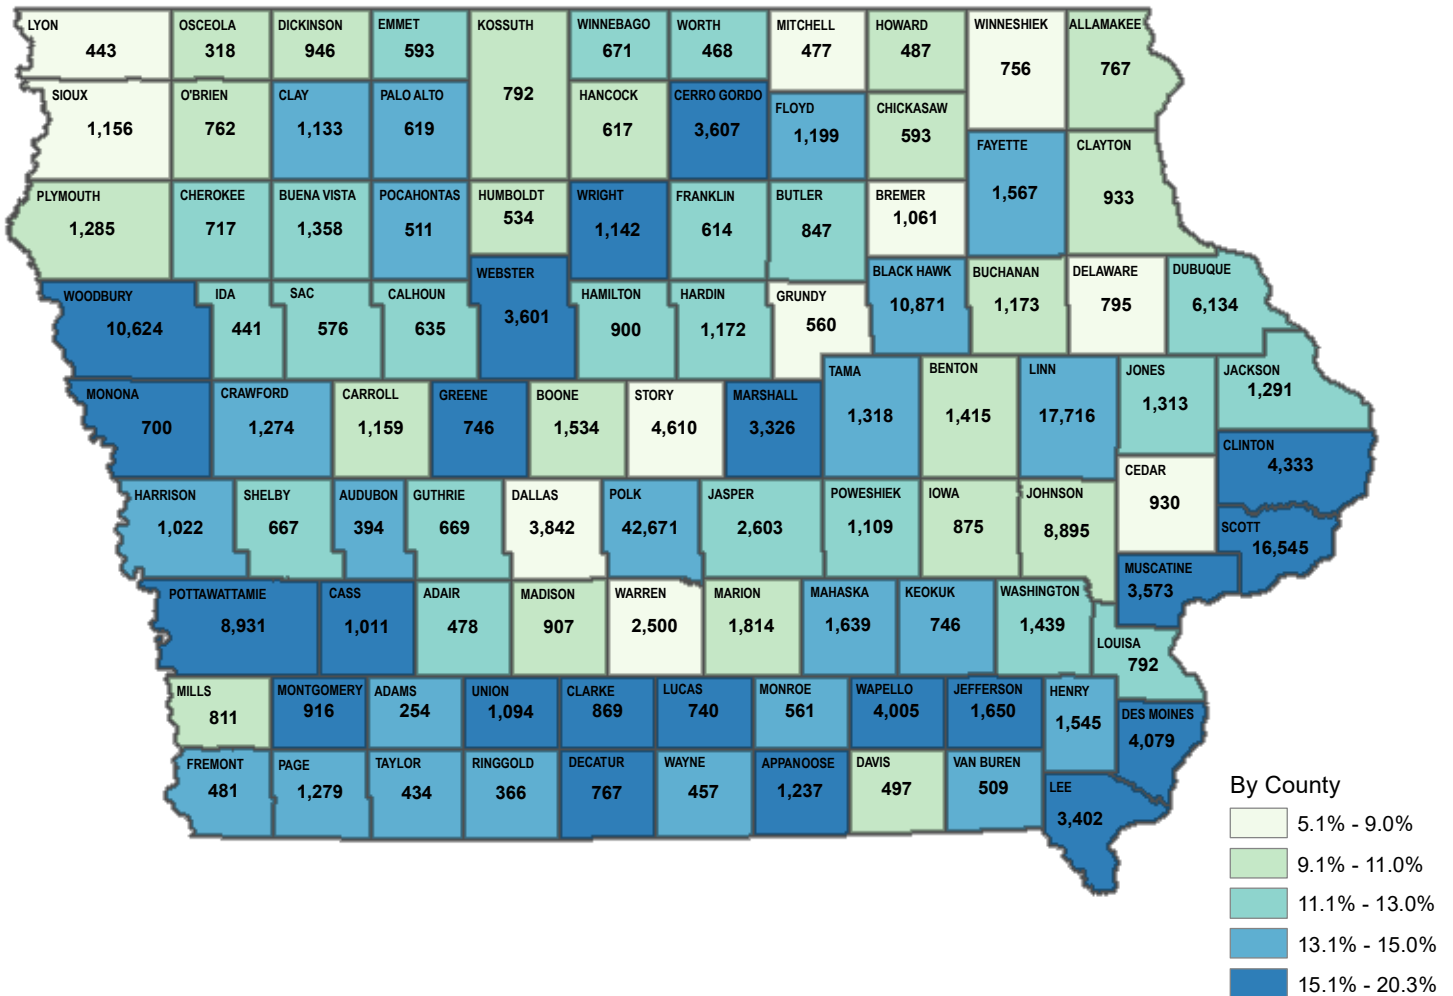 LYON
443
OSCEOLA
318
DICKINSON
946
EMMET
593
KOSSUTH
792
WINNEBAGO
671
WORTH
468
MITCHELL
477
HOWARD
487
WINNESHIEK
756
ALLAMAKEE
767
SIOUX
1,156
O'BRIEN
762
CLAY
1,133
PALO ALTO
619
HANCOCK
617
CERRO GORDO
3,607
FLOYD
1,199
CHICKASAW
593
FAYETTE
1,567
CLAYTON
933
PLYMOUTH
1,285
CHEROKEE
717
BUENA VISTA
1,358
POCAHONTAS
511
HUMBOLDT
534
WRIGHT
1,142
FRANKLIN
614
BUTLER
847
BREMER
1,061
WOODBURY
10,624
IDA
441
SAC
576
CALHOUN
635
WEBSTER
3,601
HAMILTON
900
HARDIN
1,172
GRUNDY
560
BLACK HAWK
10,871
BUCHANAN
1,173
DELAWARE
795
DUBUQUE
6,134
MONONA
700
CRAWFORD
1,274
CARROLL
1,159
GREENE
746
BOONE
1,534
STORY
4,610
MARSHALL
3,326
TAMA
1,318
BENTON
1,415
LINN
17,716
JONES
1,313
JACKSON
1,291
CLINTON
4,333
CEDAR
930
HARRISON
1,022
SHELBY
667
AUDUBON
394
GUTHRIE
669
DALLAS
3,842
POLK
42,671
JASPER
2,603
POWESHIEK
1,109
IOWA
875
JOHNSON
8,895
SCOTT
16,545
MUSCATINE
3,573
POTTAWATTAMIE
8,931
CASS
1,011
ADAIR
478
MADISON
907
WARREN
2,500
MARION
1,814
MAHASKA
1,639
KEOKUK
746
WASHINGTON
1,439
LOUISA
792
MILLS
811
MONTGOMERY
916
ADAMS
254
UNION
1,094
CLARKE
869
LUCAS
740
MONROE
561
WAPELLO
4,005
JEFFERSON
1,650
HENRY
1,545
DES MOINES
4,079
FREMONT
481
PAGE
1,279
TAYLOR
434
RINGGOLD
366
DECATUR
767
WAYNE
457
APPANOOSE
1,237
DAVIS
497
VAN BUREN
509
LEE
3,402
By County
5.1% - 9.0%
9.1% - 11.0%
11.1% - 13.0%
13.1% - 15.0%
15.1% - 20.3%